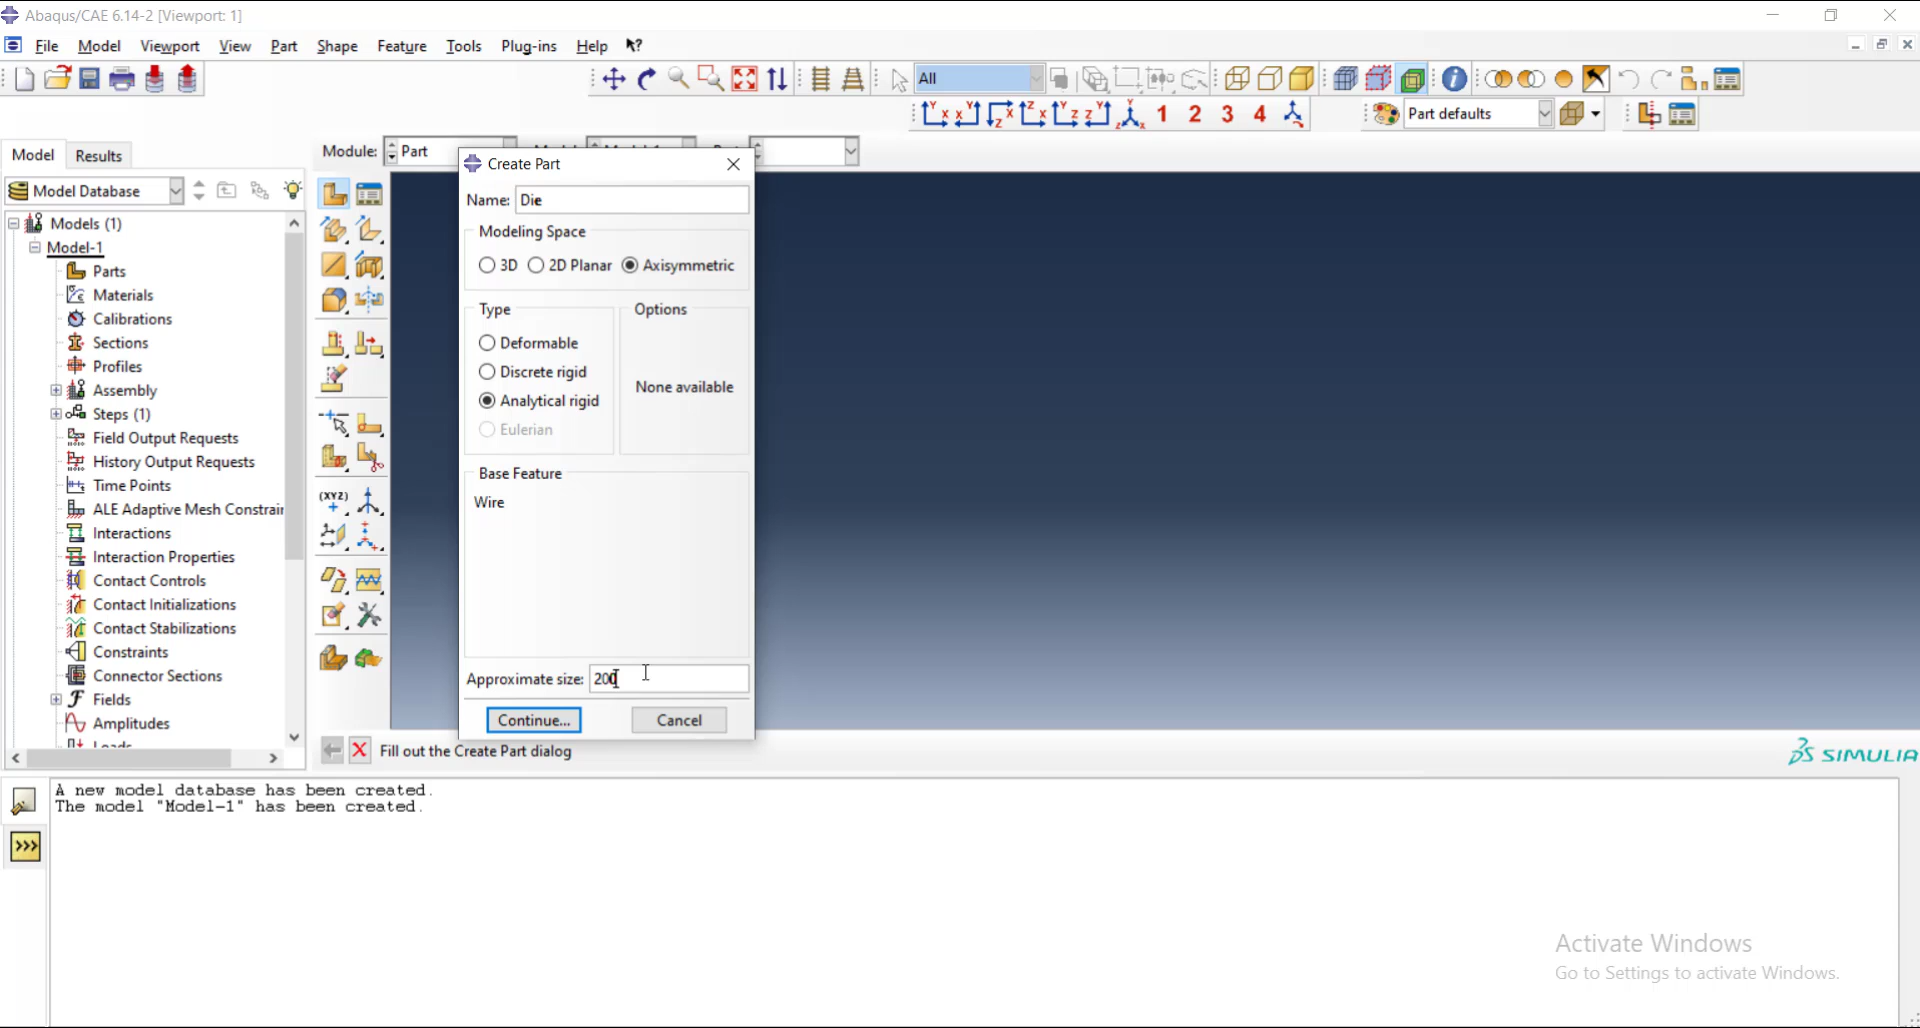 Abaqus/CAE 6.14-2 [Viewport: 1]
File Model Viewport View Part Shape Feature Tools Plug-ins Help
All
1 2 3 4 Part defaults
Model Results
Module: Part
Model Database
Models (1)
Model-1
Parts
Materials
Calibrations
Sections
Profiles
Assembly
Steps (1)
Field Output Requests
History Output Requests
Time Points
ALE Adaptive Mesh Constrain
Interactions
Interaction Properties
Contact Controls
Contact Initializations
Contact Stabilizations
Constraints
Connector Sections
Fields
Amplitudes
(XYZ)
Create Part
Name: Die
Modeling Space
3D 2D Planar Axisymmetric
Type
Deformable
Discrete rigid
Analytical rigid
Eulerian
Options
None available
Base Feature
Wire
Approximate size: 200
Continue... Cancel
Fill out the Create Part dialog
SIMULIA
A new model database has been created.
The model "Model-1" has been created.
>>>
Activate Windows
Go to Settings to activate Windows.